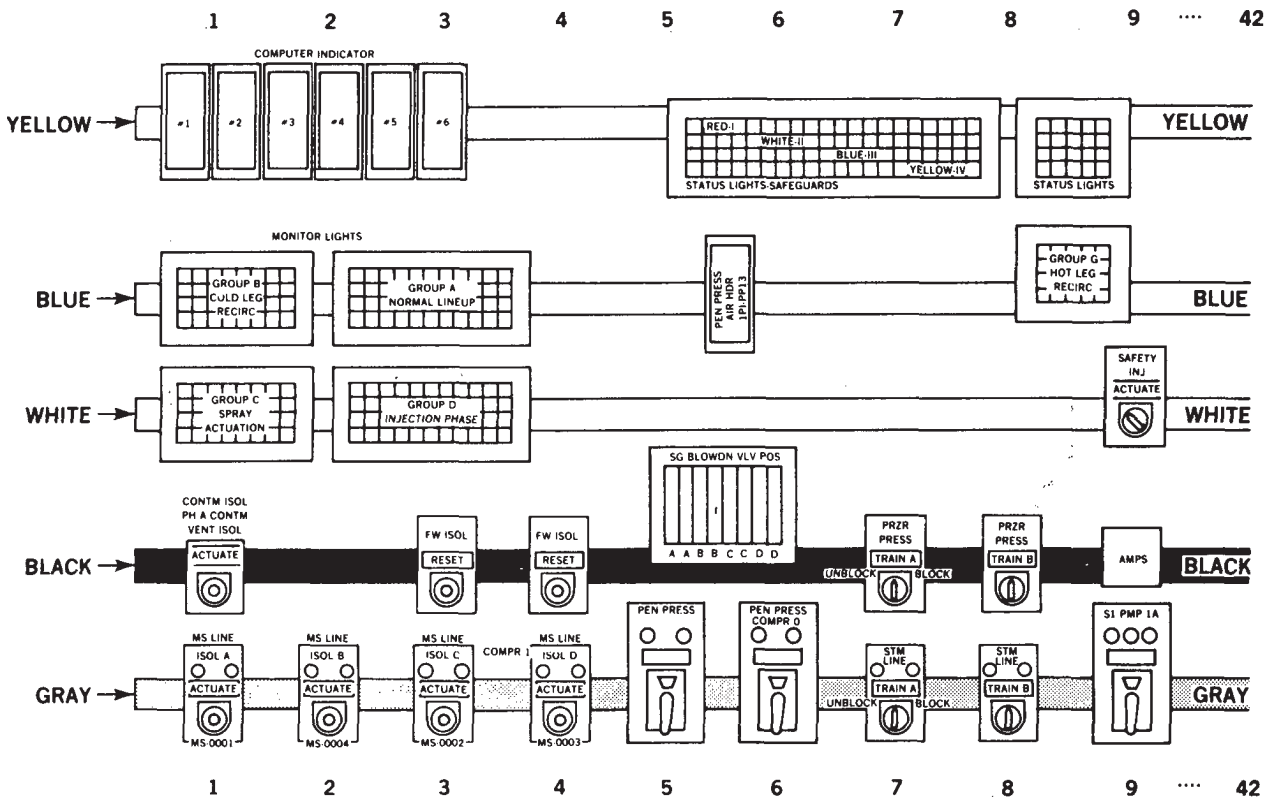 1 2 3 4 5 6 7 8 9 .... 42
COMPUTER INDICATOR
YELLOW
#1 #2 #3 #4 #5 #6
RED-I
WHITE-II
BLUE-III
YELLOW-IV
STATUS LIGHTS-SAFEGUARDS
STATUS LIGHTS
YELLOW
MONITOR LIGHTS
BLUE
GROUP B
COLD LEG
RECIRC
GROUP A
NORMAL LINEUP
PEN PRESS
AIR HDR
1PI-PP13
GROUP G
HOT LEG
RECIRC
BLUE
WHITE
GROUP C
SPRAY
ACTUATION
GROUP D
INJECTION PHASE
SAFETY
INJ
ACTUATE
WHITE
BLACK
CONTM ISOL
PH A CONTM
VENT ISOL
ACTUATE
FW ISOL
RESET
FW ISOL
RESET
SG BLOWDN VLV POS
A A B B C C D D
PRZR
PRESS
TRAIN A
UNBLOCK BLOCK
PRZR
PRESS
TRAIN B
AMPS
BLACK
GRAY
MS LINE
ISOL A
ACTUATE
MS-0001
MS LINE
ISOL B
ACTUATE
MS-0004
MS LINE
ISOL C
ACTUATE
MS-0002
COMPR 1
MS LINE
ISOL D
ACTUATE
MS-0003
PEN PRESS
PEN PRESS
COMPR 0
STM
LINE
TRAIN A
UNBLOCK BLOCK
STM
LINE
TRAIN B
S1 PMP 1A
GRAY
1 2 3 4 5 6 7 8 9 .... 42